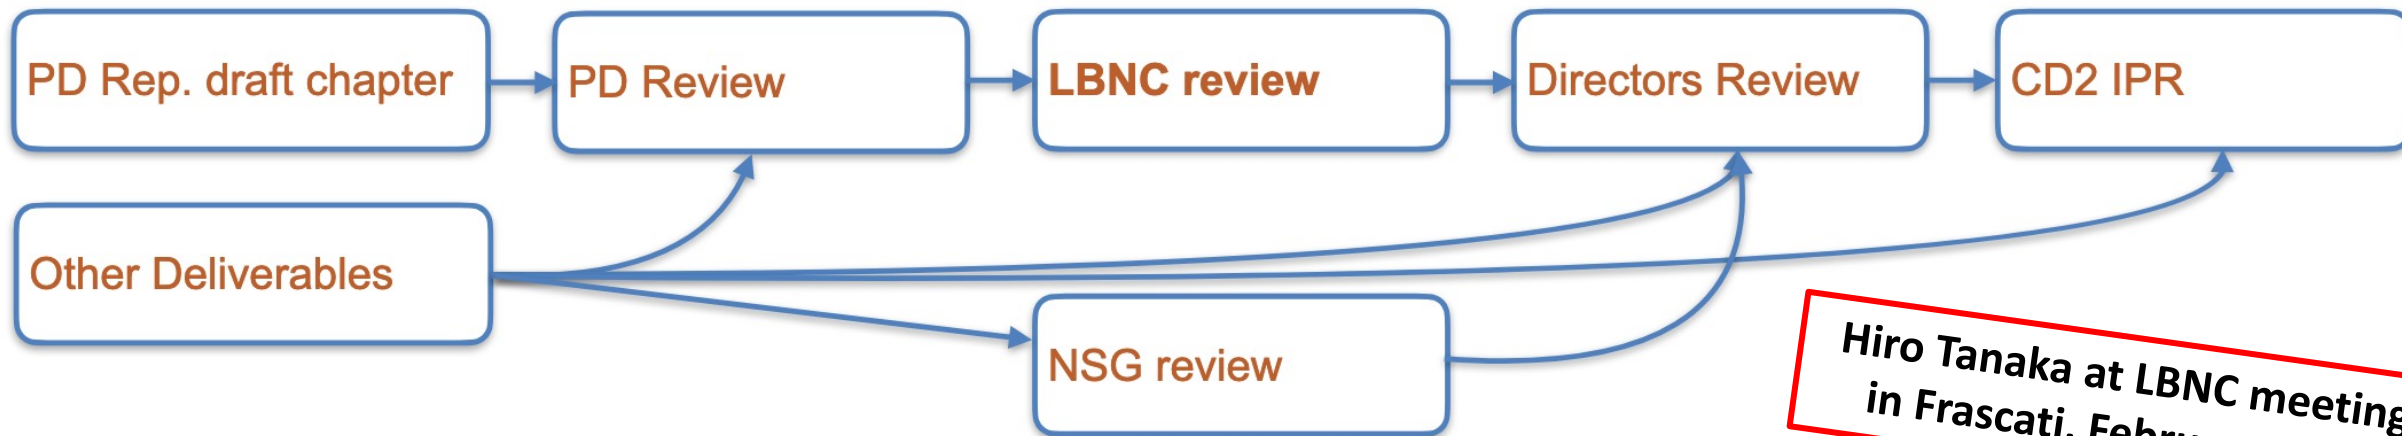 PD Rep. draft chapter
PD Review
LBNC review
Directors Review
CD2 IPR
Other Deliverables
NSG review
Hiro Tanaka at LBNC meeting
in Frascati,